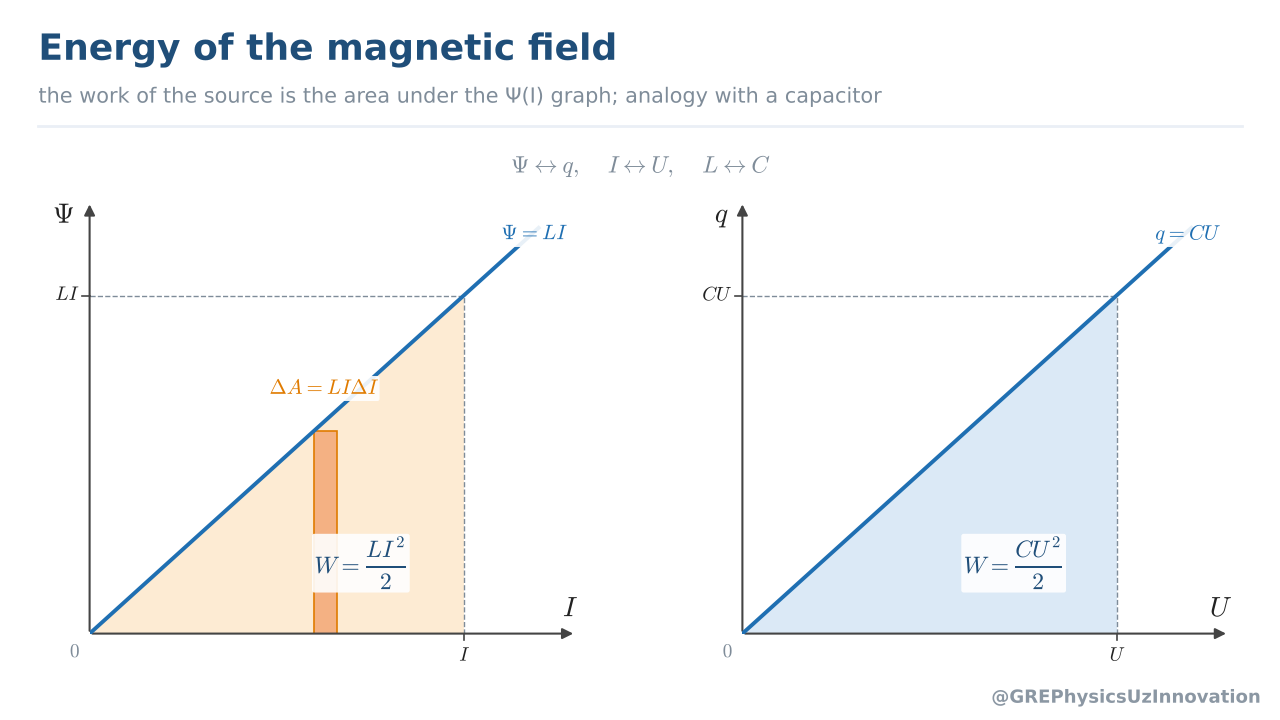 Energy of the magnetic field
the work of the source is the area under the Ψ(I) graph; analogy with a capacitor
Ψ ↔ q, I ↔ U, L ↔ C
Ψ
Ψ = LI
LI
ΔA = LIΔI
W = LI²/2
I
0
I
q
q = CU
CU
W = CU²/2
U
0
U
@GREPhysicsUzInnovation